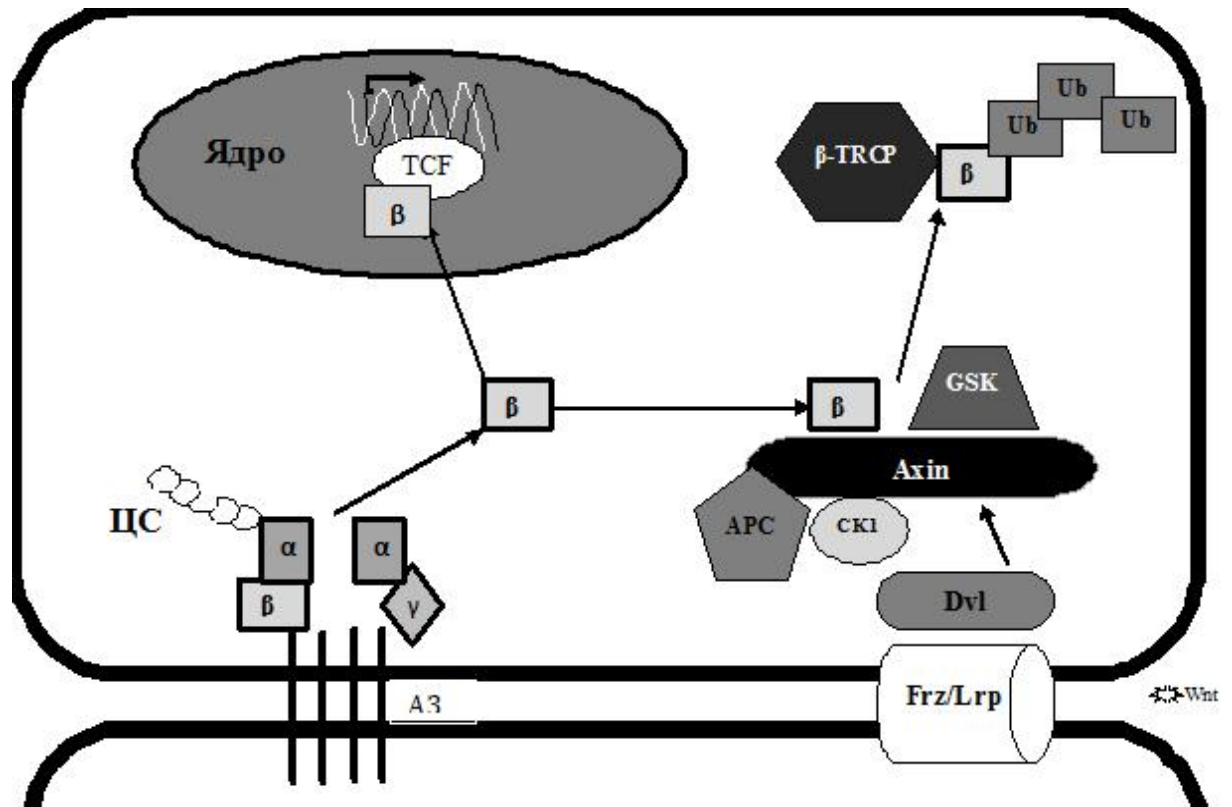 Ядро
TCF
β
β-TRCP
β
Ub
Ub
Ub
β
β
GSK
Axin
APC
CK1
ЦС
α
α
β
γ
Dvl
Frz/Lrp
Wnt
АЗ